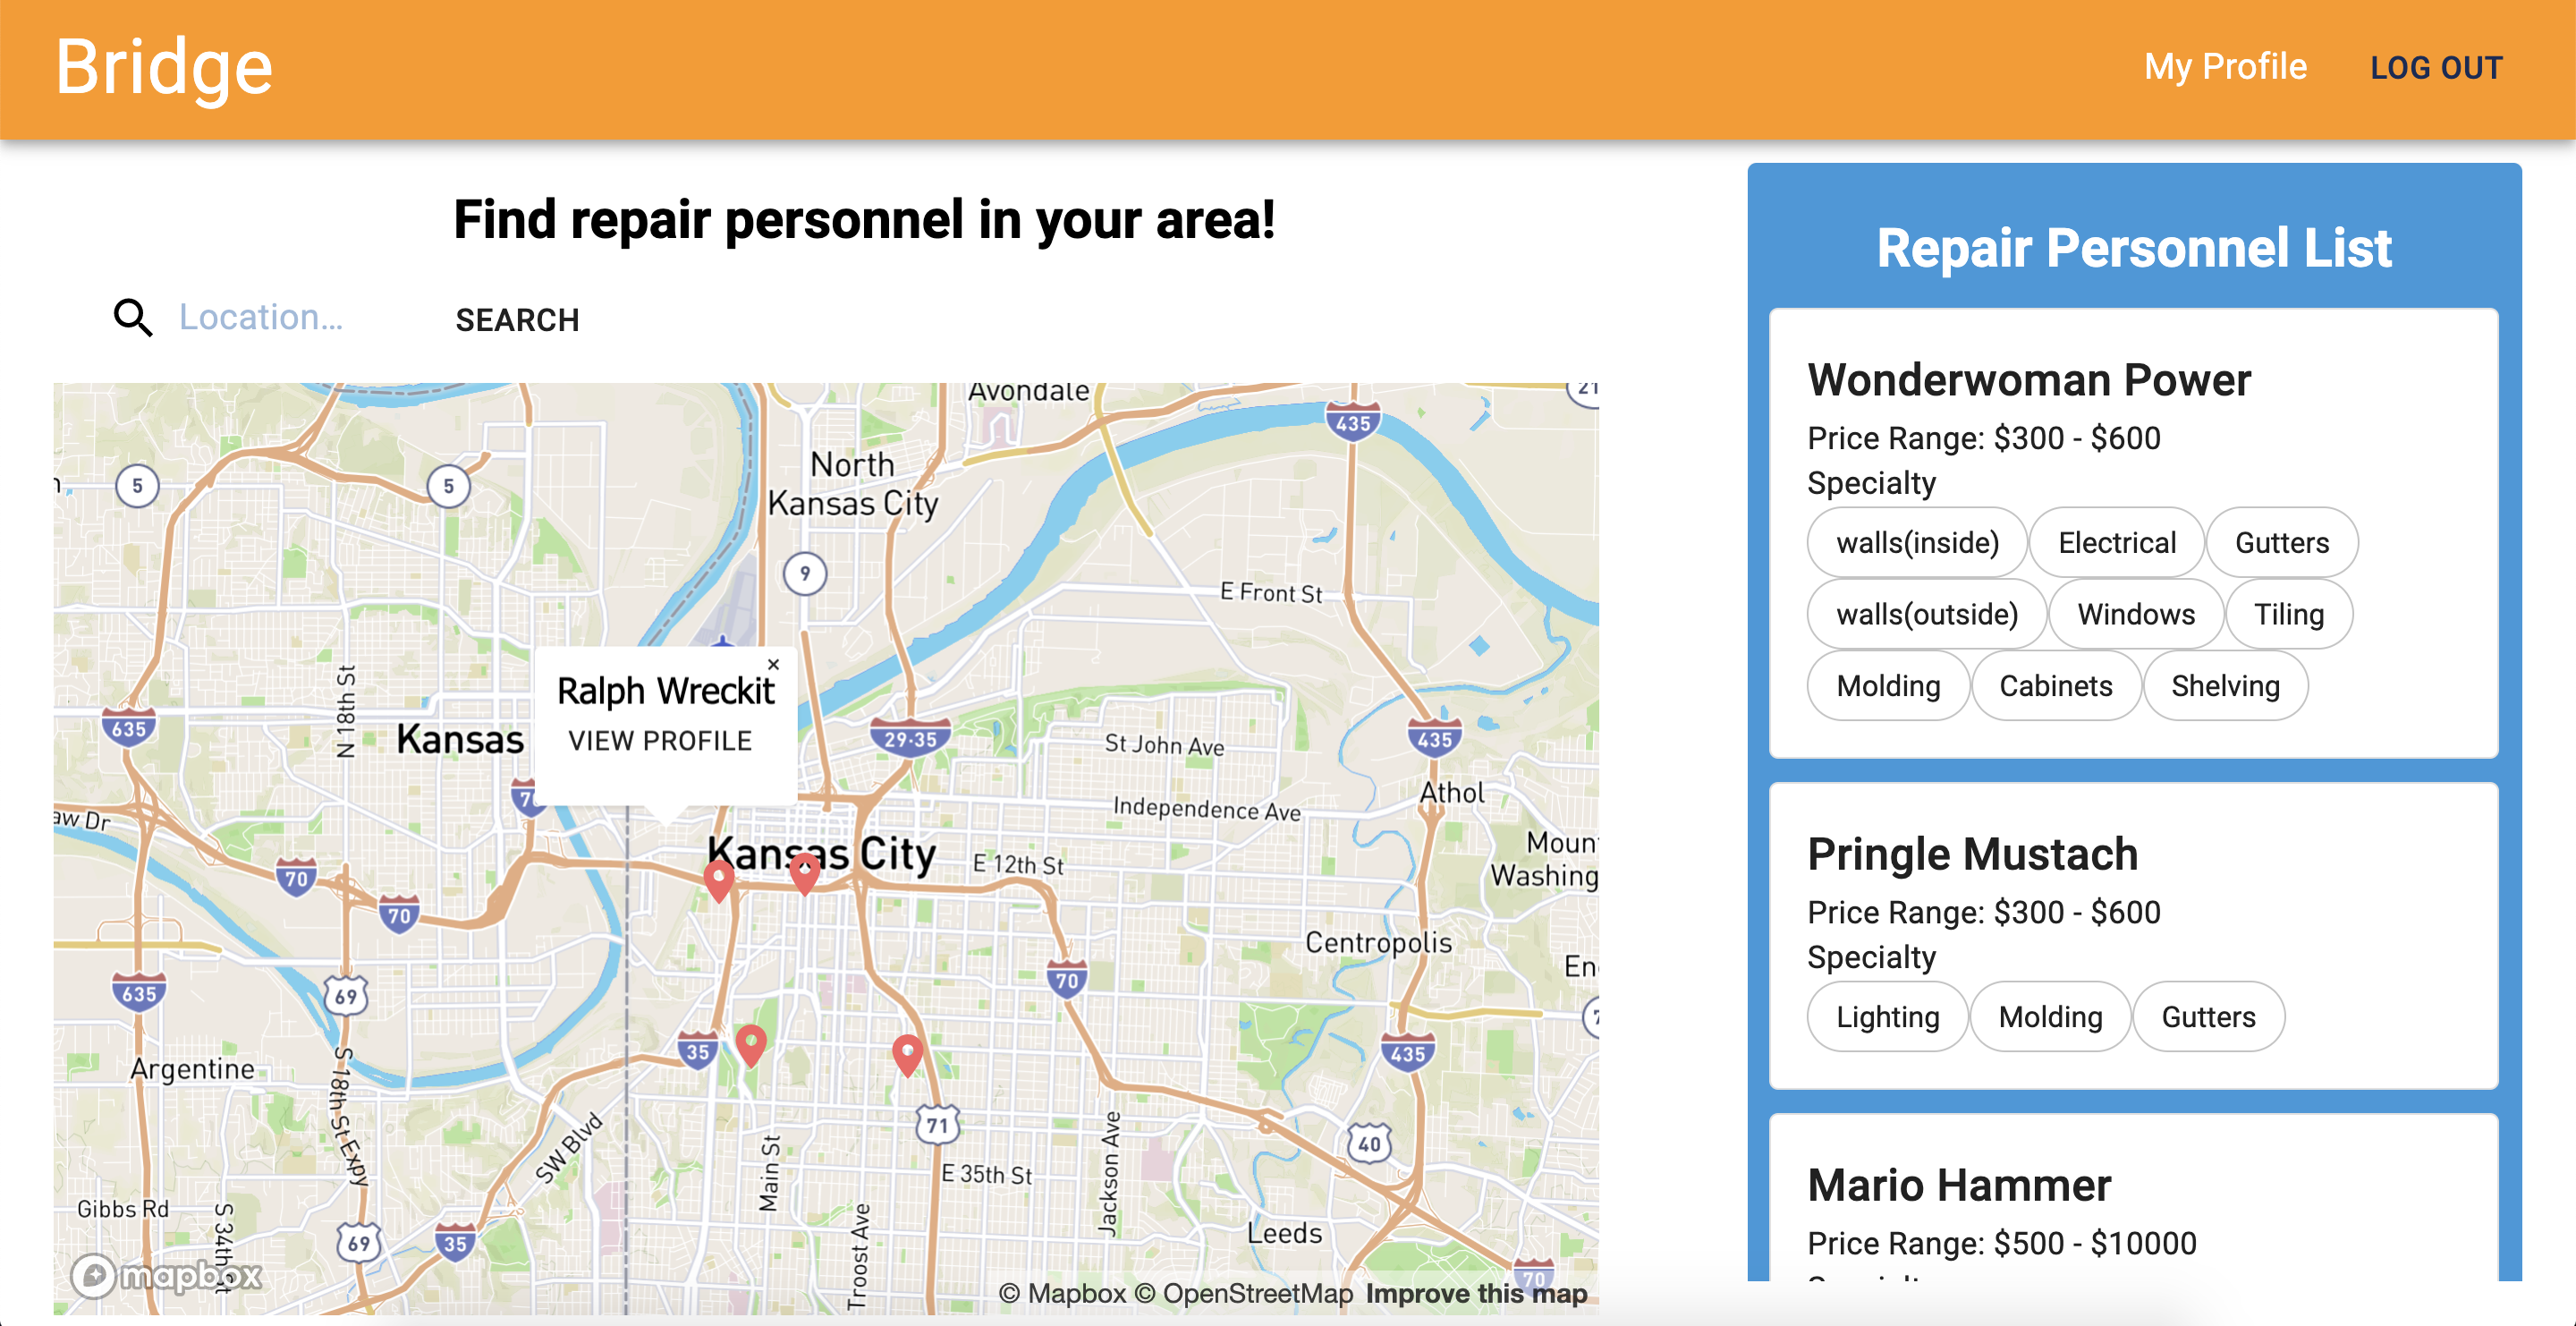 Bridge
My Profile
LOG OUT
Find repair personnel in your area!
Location...
SEARCH
Avondale
435
North
Kansas City
5
5
9
E Front St
N 18th St
635
Kansas
×
Ralph Wreckit
VIEW PROFILE
29-35
St John Ave
435
Independence Ave
Athol
aw Dr
Kansas City
E 12th St
70
70
70
Centropolis
635
69
35
435
Argentine
S 18th St Expy
71
SW Blvd
Main St
E 35th St
Jackson Ave
40
Gibbs Rd
S 34th St
69
35
Troost Ave
Leeds
70
mapbox
© Mapbox © OpenStreetMap Improve this map
Repair Personnel List
Wonderwoman Power
Price Range: $300 - $600
Specialty
walls(inside) Electrical Gutters
walls(outside) Windows Tiling
Molding Cabinets Shelving
Pringle Mustach
Price Range: $300 - $600
Specialty
Lighting Molding Gutters
Mario Hammer
Price Range: $500 - $10000